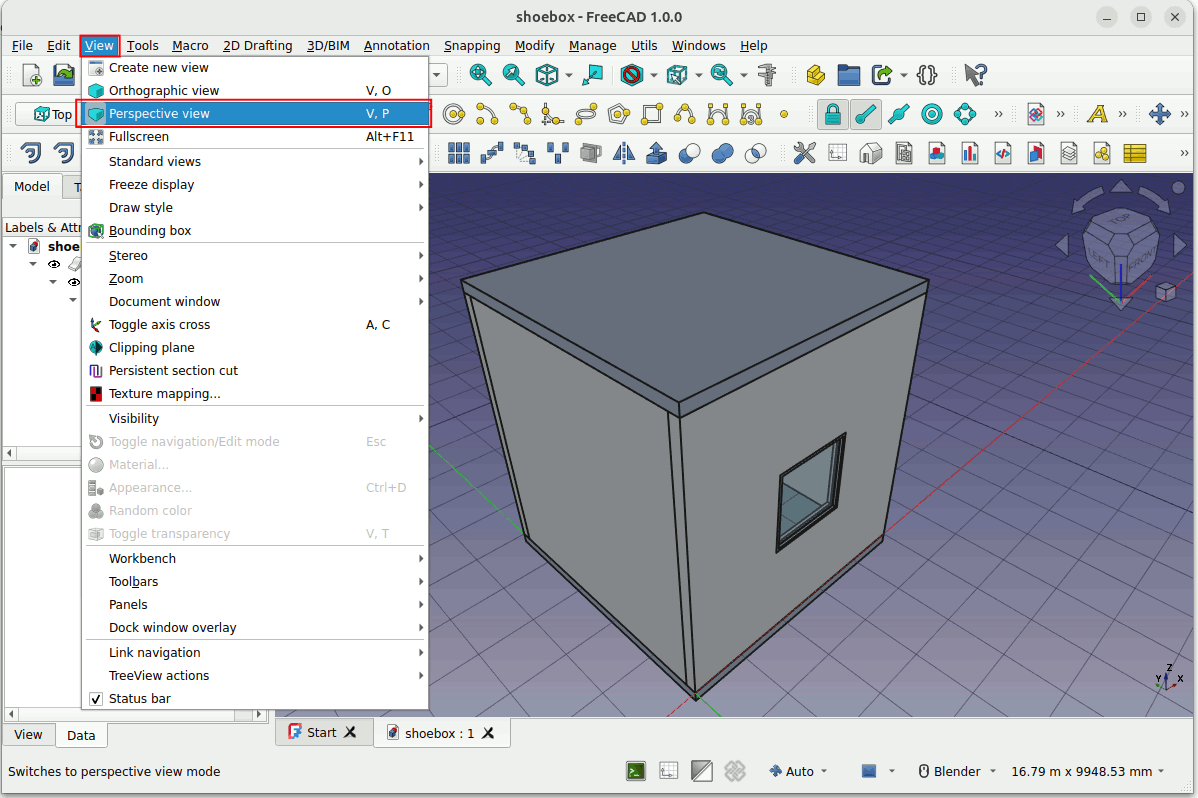 shoebox - FreeCAD 1.0.0
File Edit View Tools Macro 2D Drafting 3D/BIM Annotation Snapping Modify Manage Utils Windows Help
Create new view
Orthographic view V, O
Top
Perspective view V, P
Fullscreen Alt+F11
Standard views
Model
Freeze display
Draw style
Labels & Attr
Bounding box
shoe
Stereo
Zoom
Document window
Toggle axis cross A, C
Clipping plane
Persistent section cut
Texture mapping...
Visibility
Toggle navigation/Edit mode Esc
Material...
Appearance... Ctrl+D
Random color
Toggle transparency V, T
Workbench
Toolbars
Panels
Dock window overlay
Link navigation
TreeView actions
Status bar
TOP
LEFT
FRONT
Z
Y X
View Data
Start
shoebox : 1
Switches to perspective view mode
Auto
Blender
16.79 m x 9948.53 mm